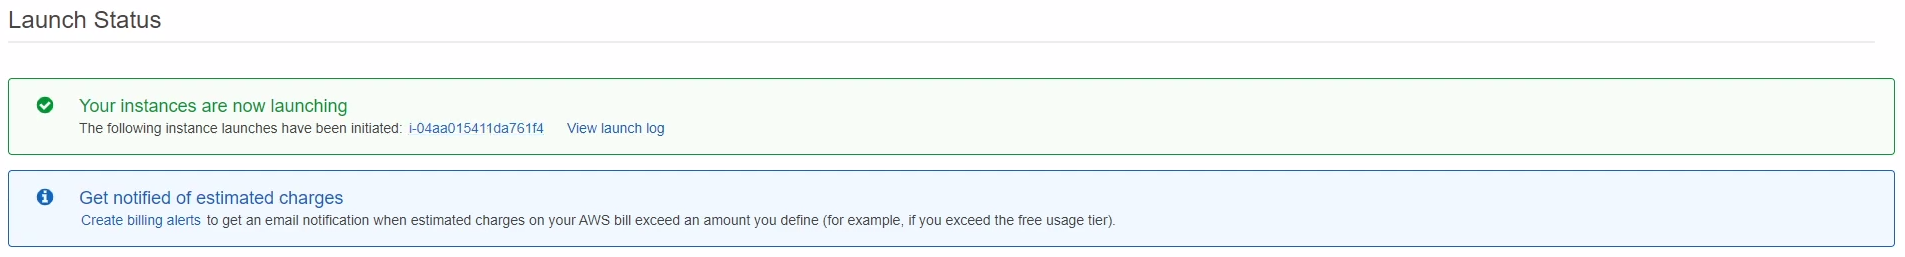 Launch Status
Your instances are now launching
The following instance launches have been initiated: i-04aa015411da761f4 View launch log
Get notified of estimated charges
Create billing alerts to get an email notification when estimated charges on your AWS bill exceed an amount you define (for example, if you exceed the free usage tier).